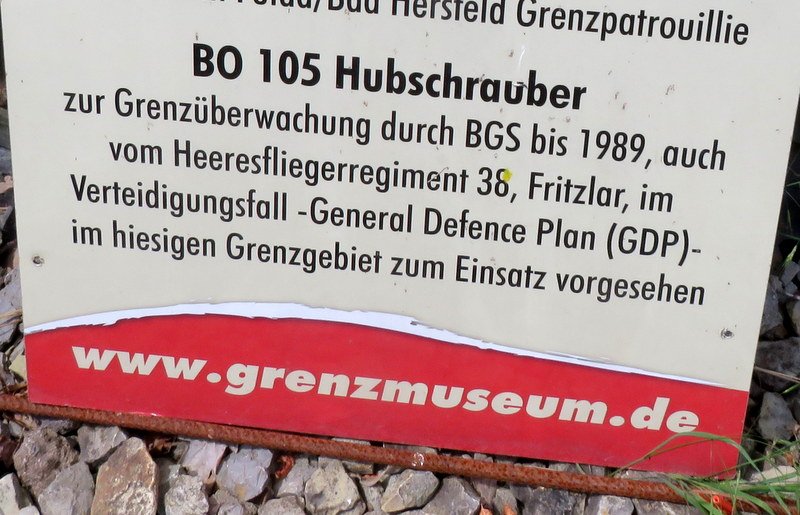 Hersfeld Grenzpatrouillie
BO 105 Hubschrauber
zur Grenzüberwachung durch BGS bis 1989, auch
vom Heeresfliegerregiment 38, Fritzlar, im
Verteidigungsfall -General Defence Plan (GDP)-
im hiesigen Grenzgebiet zum Einsatz vorgesehen
www.grenzmuseum.de